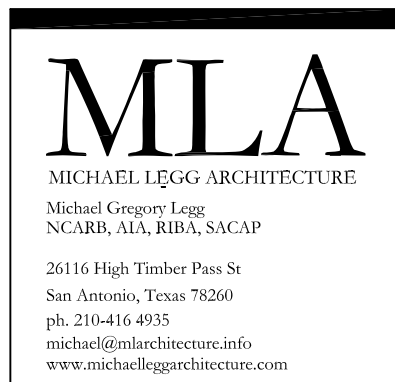 MLA
MICHAEL LEGG ARCHITECTURE
Michael Gregory Legg
NCARB, AIA, RIBA, SACAP
26116 High Timber Pass St
San Antonio, Texas 78260
ph. 210-416 4935
michael@mlarchitecture.info
www.michaelleggarchitecture.com